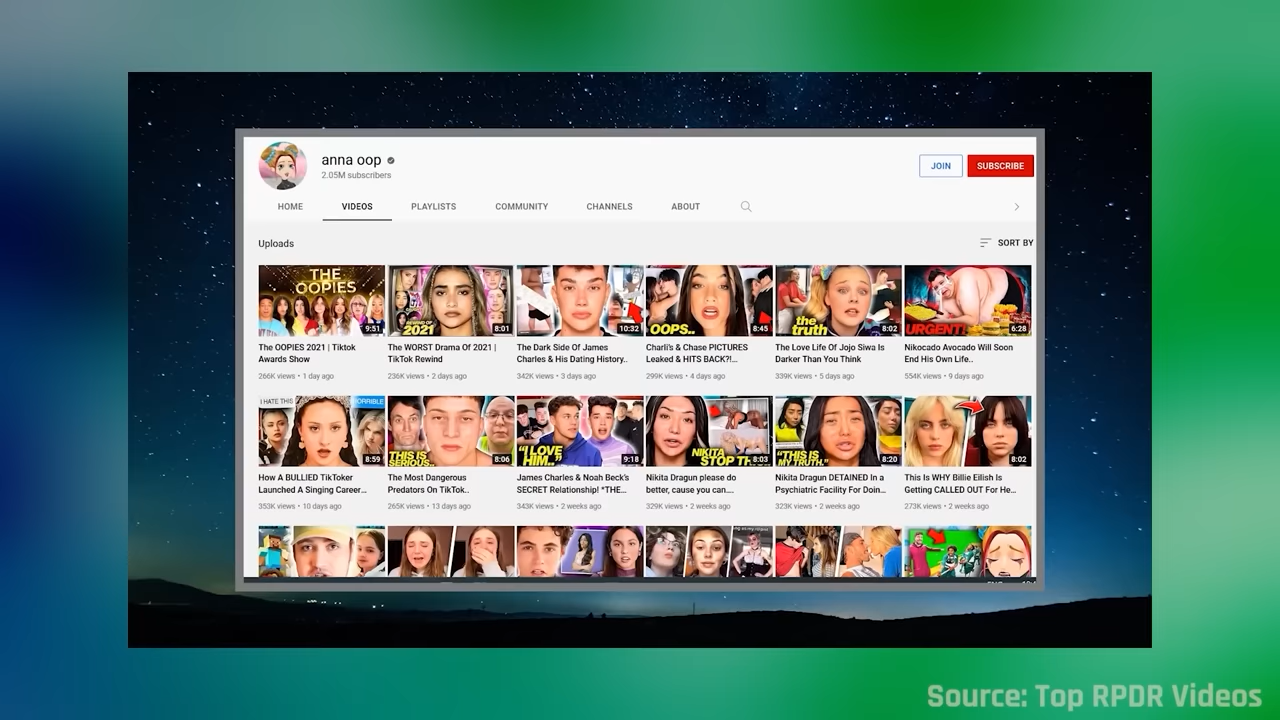 anna oop
2.05M subscribers
JOIN
SUBSCRIBE
HOME
VIDEOS
PLAYLISTS
COMMUNITY
CHANNELS
ABOUT
Uploads
SORT BY
THE
OOPIES
9:51
The OOPIES 2021 | Tiktok
Awards Show
266K views • 1 day ago
REWIND OF
2021
8:01
The WORST Drama Of 2021 |
TikTok Rewind
236K views • 2 days ago
10:32
The Dark Side Of James
Charles & His Dating History..
342K views • 3 days ago
OOPS..
8:45
Charli's & Chase PICTURES
Leaked & HITS BACK?!...
299K views • 4 days ago
the
truth
8:02
The Love Life Of Jojo Siwa Is
Darker Than You Think
339K views • 5 days ago
URGENT!
6:28
Nikocado Avocado Will Soon
End His Own Life..
554K views • 9 days ago
I HATE THIS
HORRIBLE
8:59
How A BULLIED TikToker
Launched A Singing Career...
353K views • 10 days ago
THIS IS
SERIOUS..
8:06
The Most Dangerous
Predators On TikTok..
265K views • 13 days ago
"I LOVE
HIM.."
9:18
James Charles & Noah Beck's
SECRET Relationship! *THE...
343K views • 2 weeks ago
NIKITA
STOP
8:03
Nikita Dragun please do
better, cause you can....
329K views • 2 weeks ago
"THIS IS
MY TRUTH."
8:20
Nikita Dragun DETAINED In a
Psychiatric Facility For Doin...
323K views • 2 weeks ago
8:02
This Is WHY Billie Eilish Is
Getting CALLED OUT For He...
273K views • 2 weeks ago
Source: Top RPDR Videos